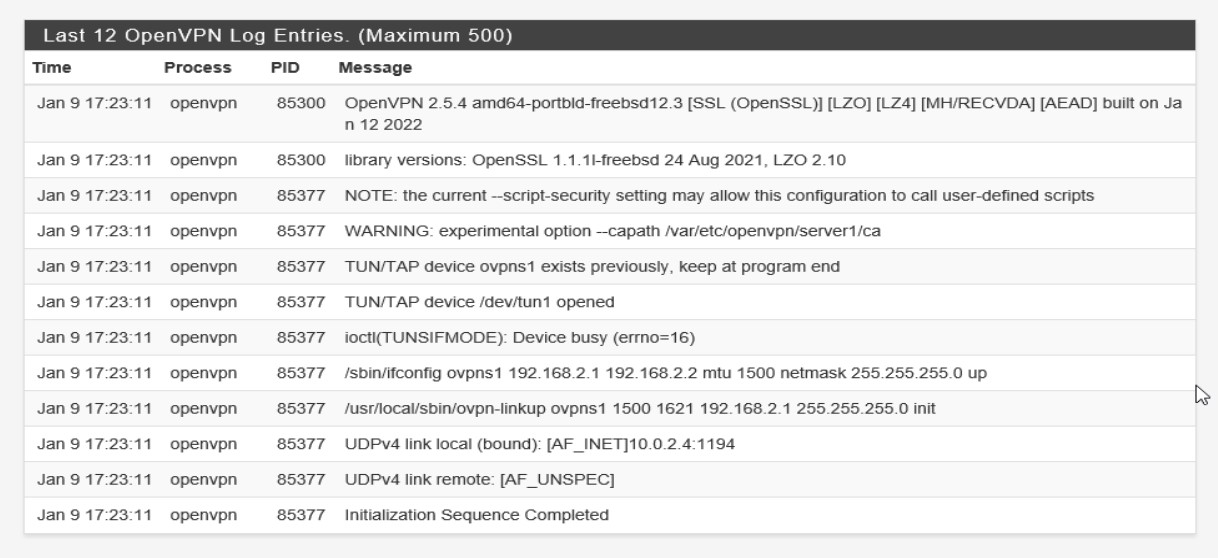 Last 12 OpenVPN Log Entries. (Maximum 500)
Time Process PID Message
Jan 9 17:23:11 openvpn 85300 OpenVPN 2.5.4 amd64-portbld-freebsd12.3 [SSL (OpenSSL)] [LZO] [LZ4] [MH/RECVDA] [AEAD] built on Ja
n 12 2022
Jan 9 17:23:11 openvpn 85300 library versions: OpenSSL 1.1.1l-freebsd 24 Aug 2021, LZO 2.10
Jan 9 17:23:11 openvpn 85377 NOTE: the current --script-security setting may allow this configuration to call user-defined scripts
Jan 9 17:23:11 openvpn 85377 WARNING: experimental option --capath /var/etc/openvpn/server1/ca
Jan 9 17:23:11 openvpn 85377 TUN/TAP device ovpns1 exists previously, keep at program end
Jan 9 17:23:11 openvpn 85377 TUN/TAP device /dev/tun1 opened
Jan 9 17:23:11 openvpn 85377 ioctl(TUNSIFMODE): Device busy (errno=16)
Jan 9 17:23:11 openvpn 85377 /sbin/ifconfig ovpns1 192.168.2.1 192.168.2.2 mtu 1500 netmask 255.255.255.0 up
Jan 9 17:23:11 openvpn 85377 /usr/local/sbin/ovpn-linkup ovpns1 1500 1621 192.168.2.1 255.255.255.0 init
Jan 9 17:23:11 openvpn 85377 UDPv4 link local (bound): [AF_INET]10.0.2.4:1194
Jan 9 17:23:11 openvpn 85377 UDPv4 link remote: [AF_UNSPEC]
Jan 9 17:23:11 openvpn 85377 Initialization Sequence Completed